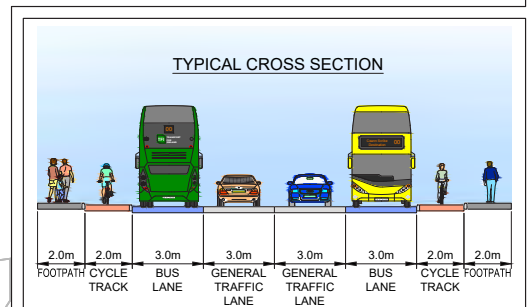 TYPICAL CROSS SECTION
2.0m 2.0m 3.0m 3.0m 3.0m 3.0m 2.0m 2.0m
FOOTPATH CYCLE TRACK BUS LANE GENERAL TRAFFIC LANE GENERAL TRAFFIC LANE BUS LANE CYCLE TRACK FOOTPATH